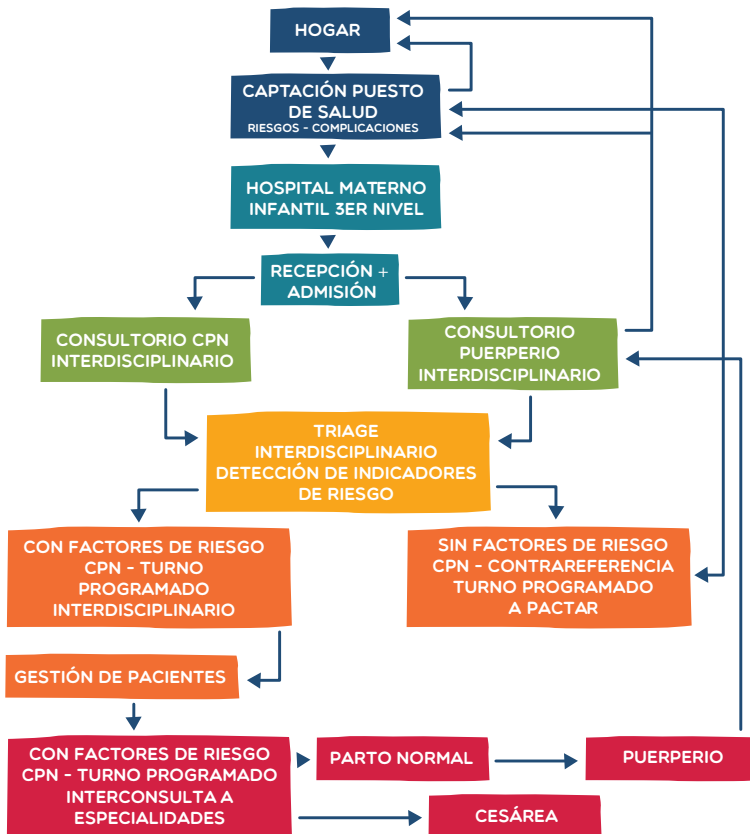 HOGAR
CAPTACIÓN PUESTO
DE SALUD
RIESGOS - COMPLICACIONES
HOSPITAL MATERNO
INFANTIL 3ER NIVEL
RECEPCIÓN +
ADMISIÓN
CONSULTORIO CPN
INTERDISCIPLINARIO
CONSULTORIO
PUERPERIO
INTERDISCIPLINARIO
TRIAGE
INTERDISCIPLINARIO
DETECCIÓN DE INDICADORES
DE RIESGO
CON FACTORES DE RIESGO
CPN - TURNO
PROGRAMADO
INTERDISCIPLINARIO
SIN FACTORES DE RIESGO
CPN - CONTRAREFERENCIA
TURNO PROGRAMADO
A PACTAR
GESTIÓN DE PACIENTES
CON FACTORES DE RIESGO
CPN - TURNO PROGRAMADO
INTERCONSULTA A
ESPECIALIDADES
PARTO NORMAL
PUERPERIO
CESÁREA